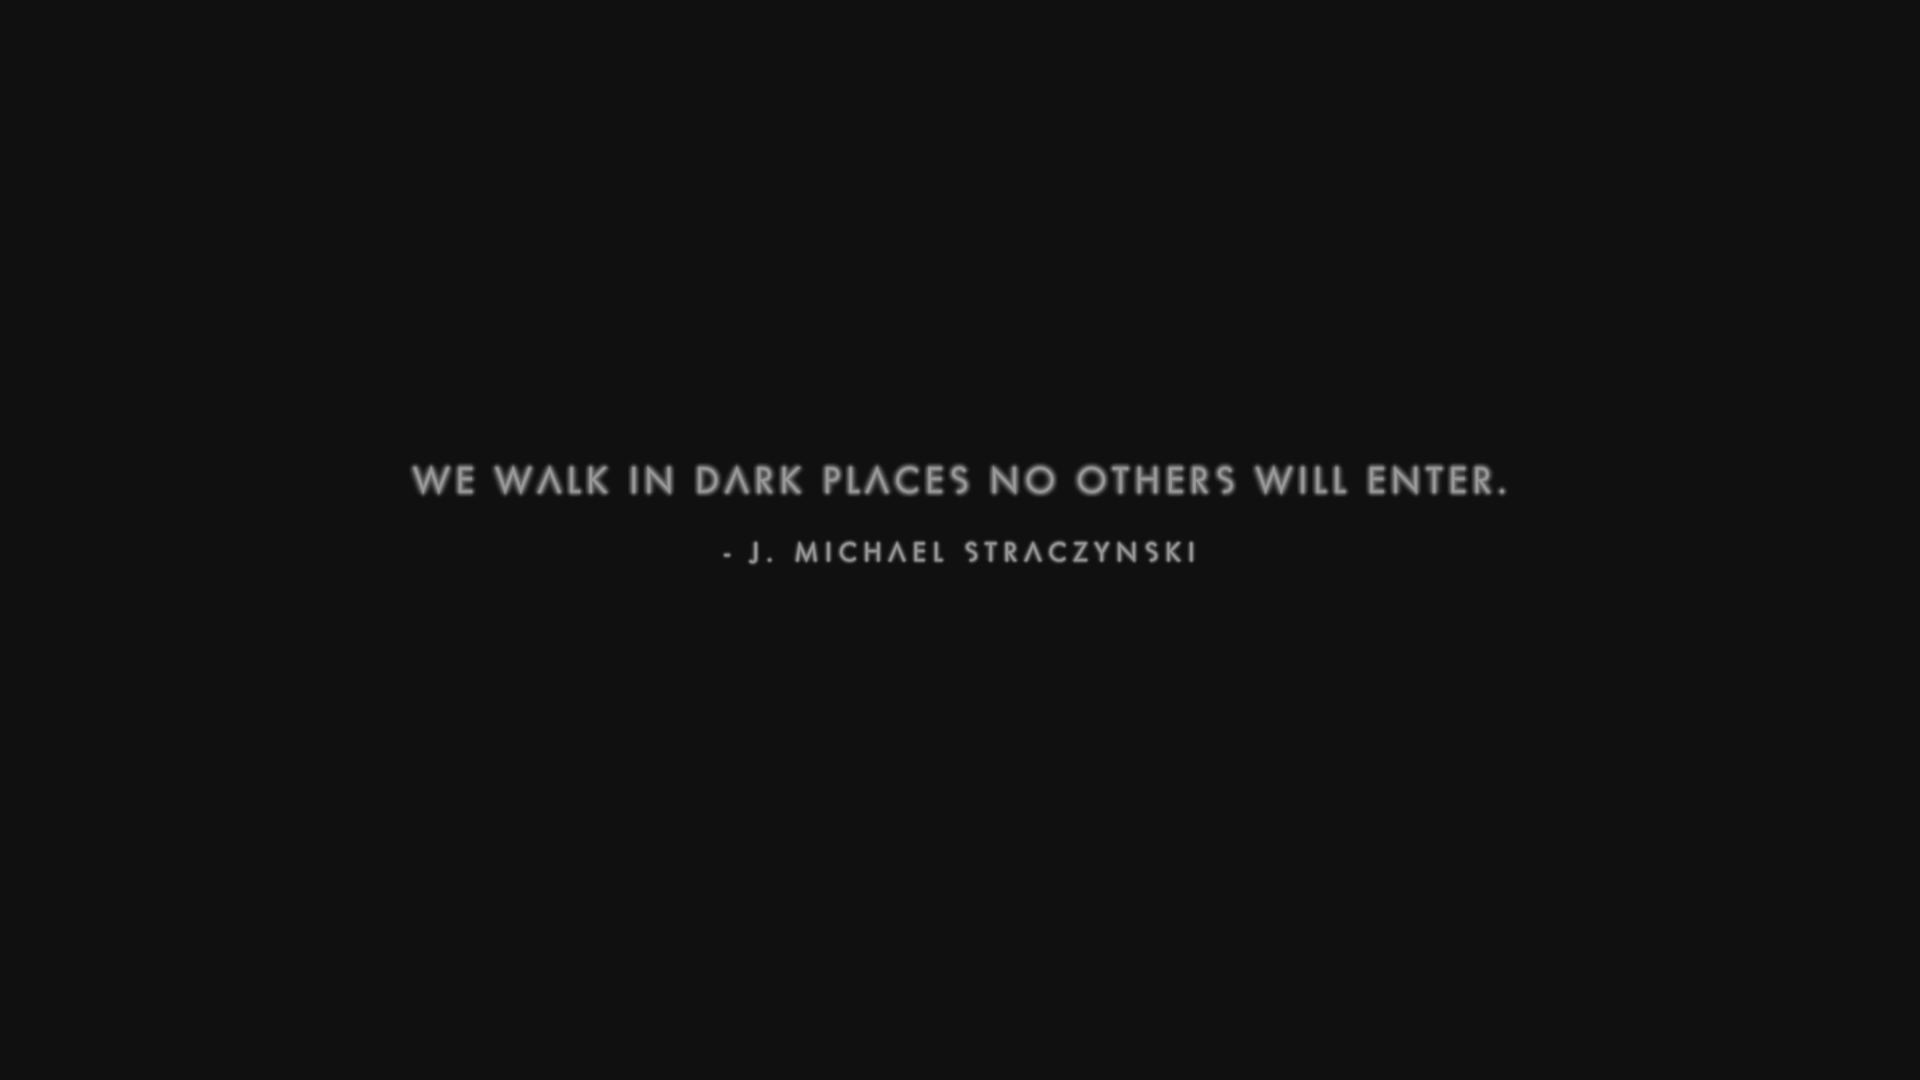 WE WALK IN DARK PLACES NO OTHERS WILL ENTER.
- J. MICHAEL STRACZYNSKI